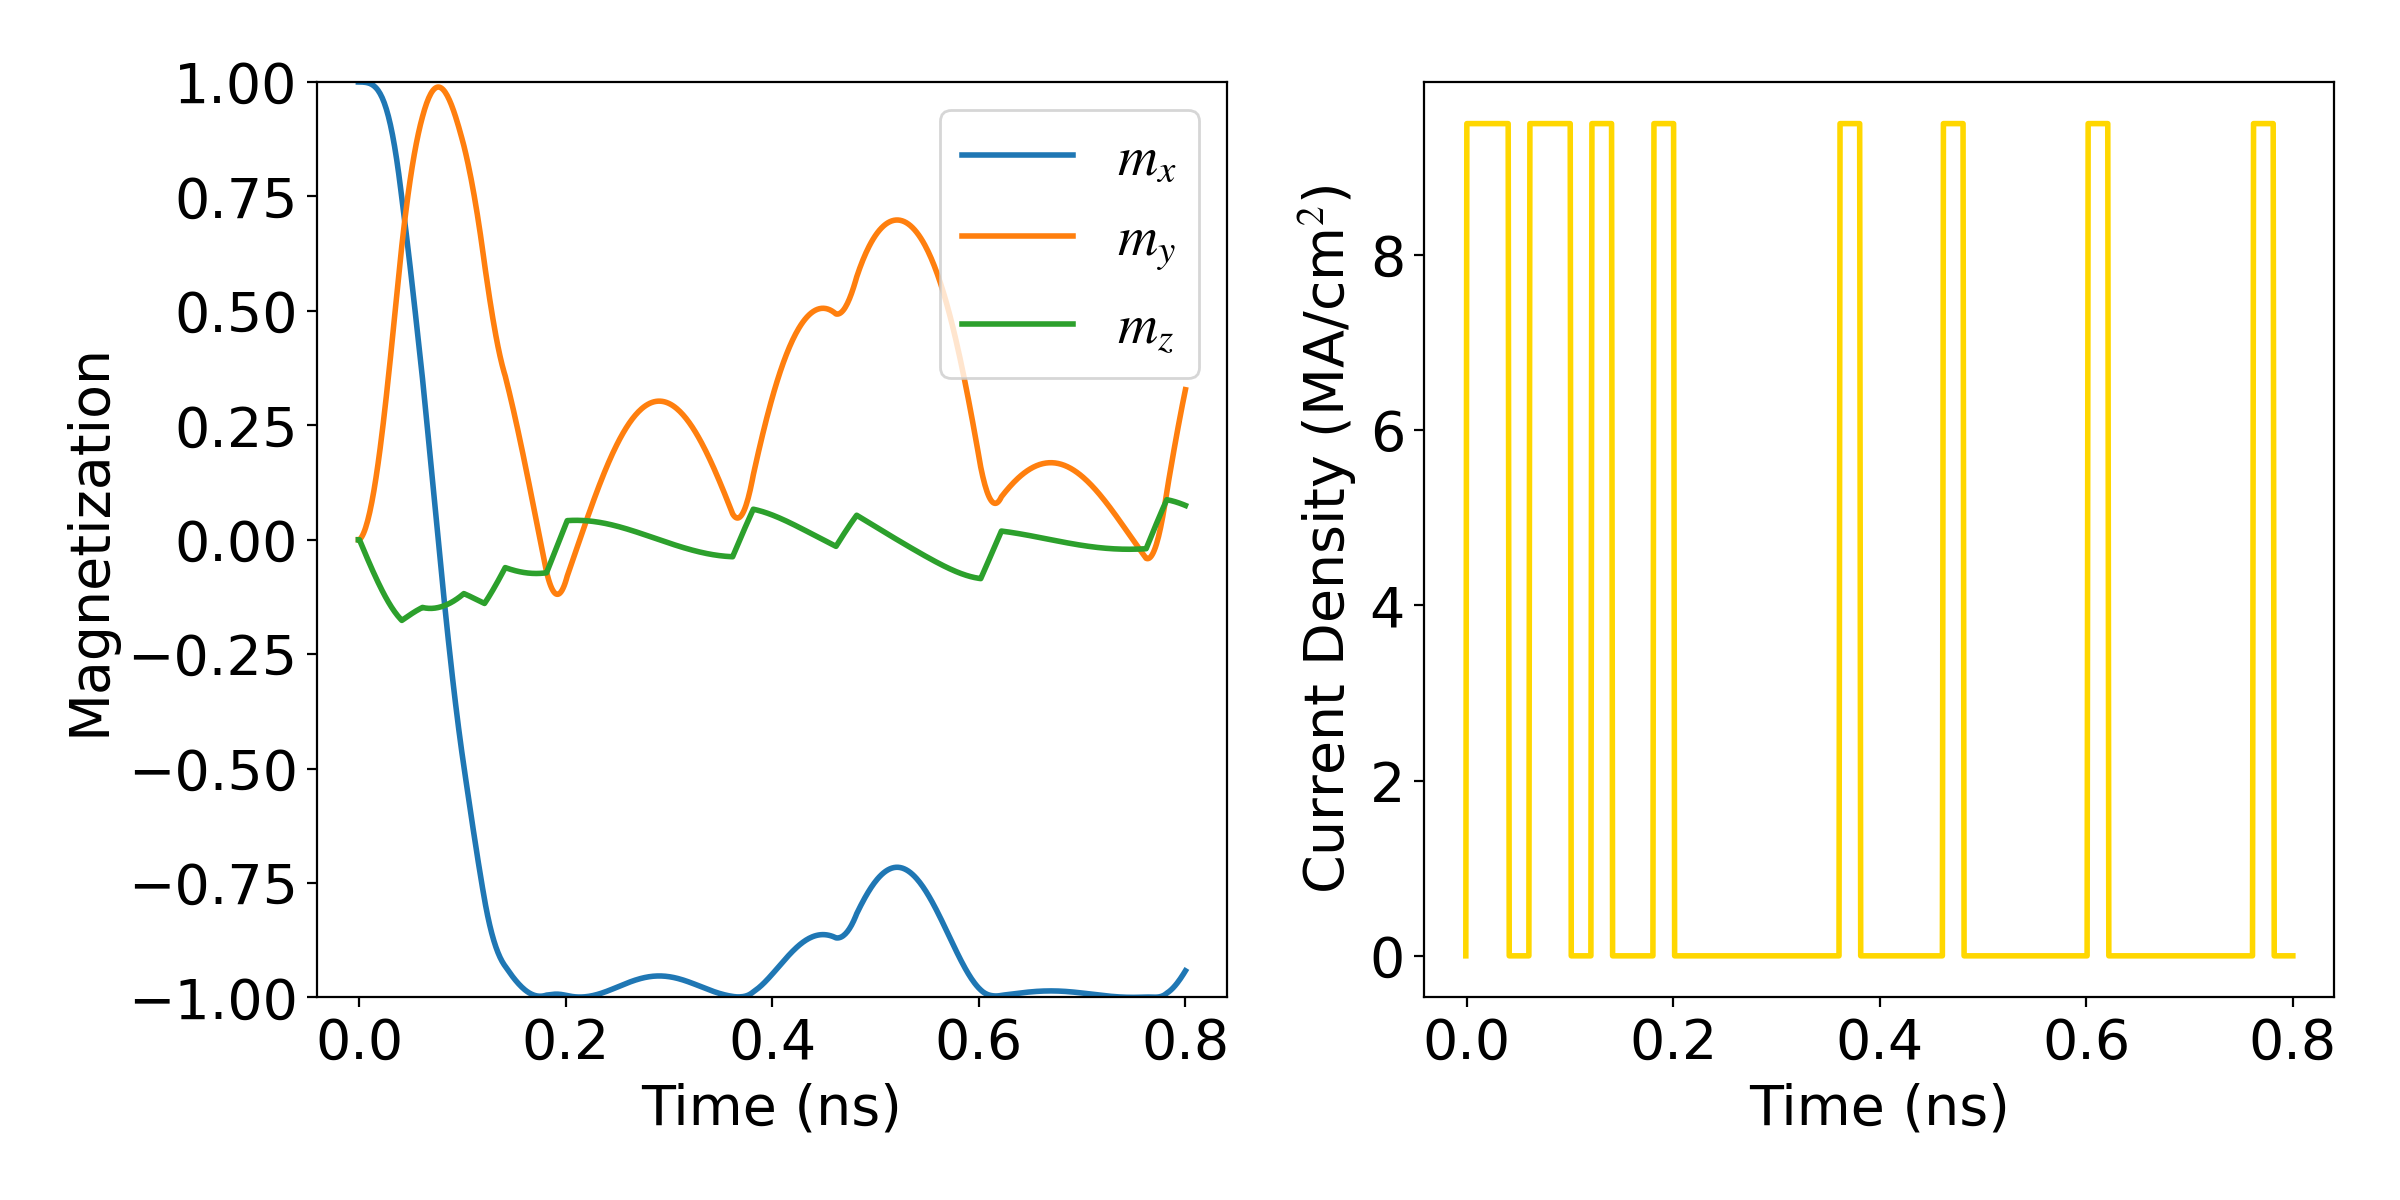 Magnetization
1.00
0.75
0.50
0.25
0.00
−0.25
−0.50
−0.75
−1.00
0.0 0.2 0.4 0.6 0.8
Time (ns)
m_x
m_y
m_z
Current Density (MA/cm²)
8
6
4
2
0
0.0 0.2 0.4 0.6 0.8
Time (ns)